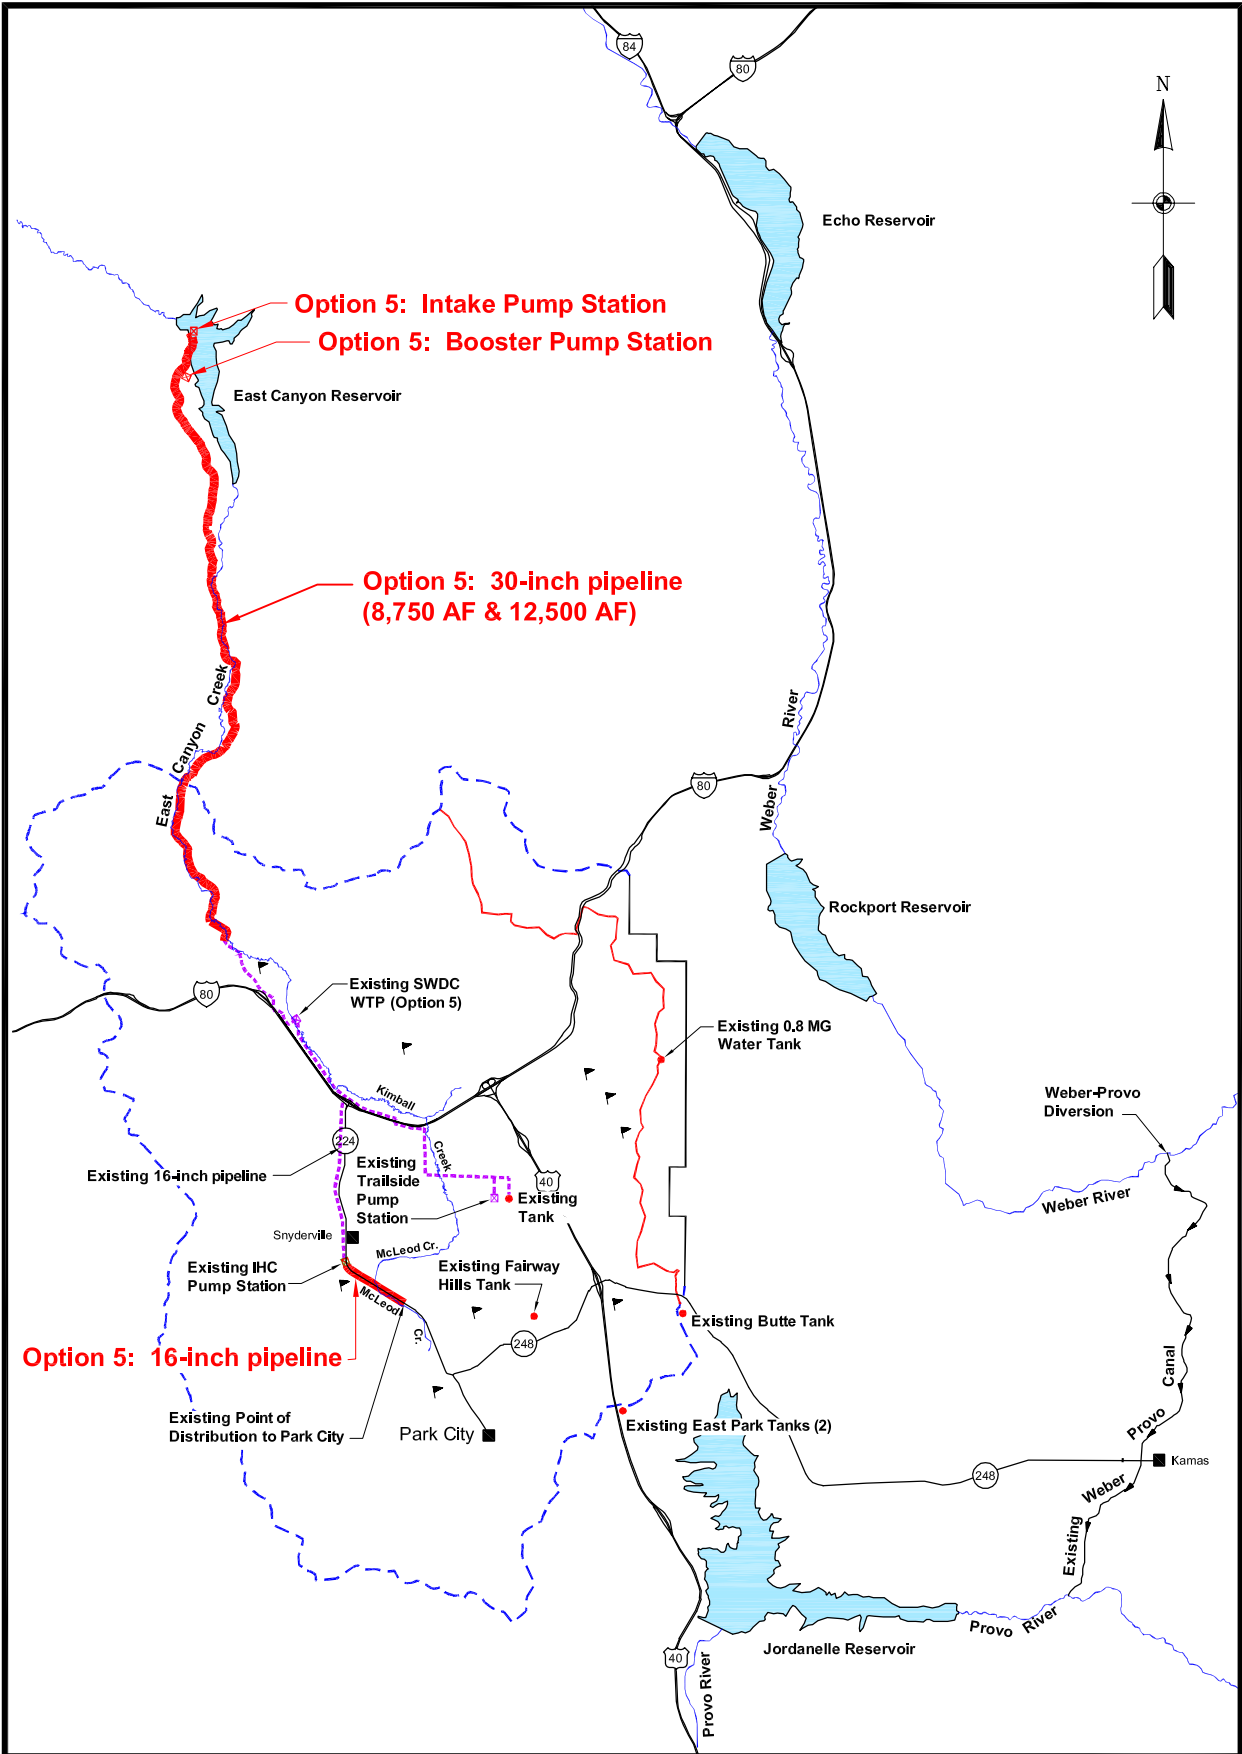 84
80
N
Echo Reservoir
Option 5:  Intake Pump Station
Option 5:  Booster Pump Station
East Canyon Reservoir
Option 5:  30-inch pipeline
(8,750 AF & 12,500 AF)
East Canyon Creek
Weber River
80
Rockport Reservoir
Existing SWDC
WTP (Option 5)
80
Existing 0.8 MG
Water Tank
Kimball Creek
Weber-Provo
Diversion
224
Existing 16-inch pipeline
Existing
Trailside
Pump
Station
40
Existing
Tank
Weber River
Snyderville
McLeod Cr.
Existing IHC
Pump Station
Existing Fairway
Hills Tank
McLeod Cr.
Existing Butte Tank
248
Option 5:  16-inch pipeline
Existing Point of
Distribution to Park City
Park City
Existing East Park Tanks (2)
248
Kamas
Existing Weber Provo Canal
Provo River
Jordanelle Reservoir
40
Provo River